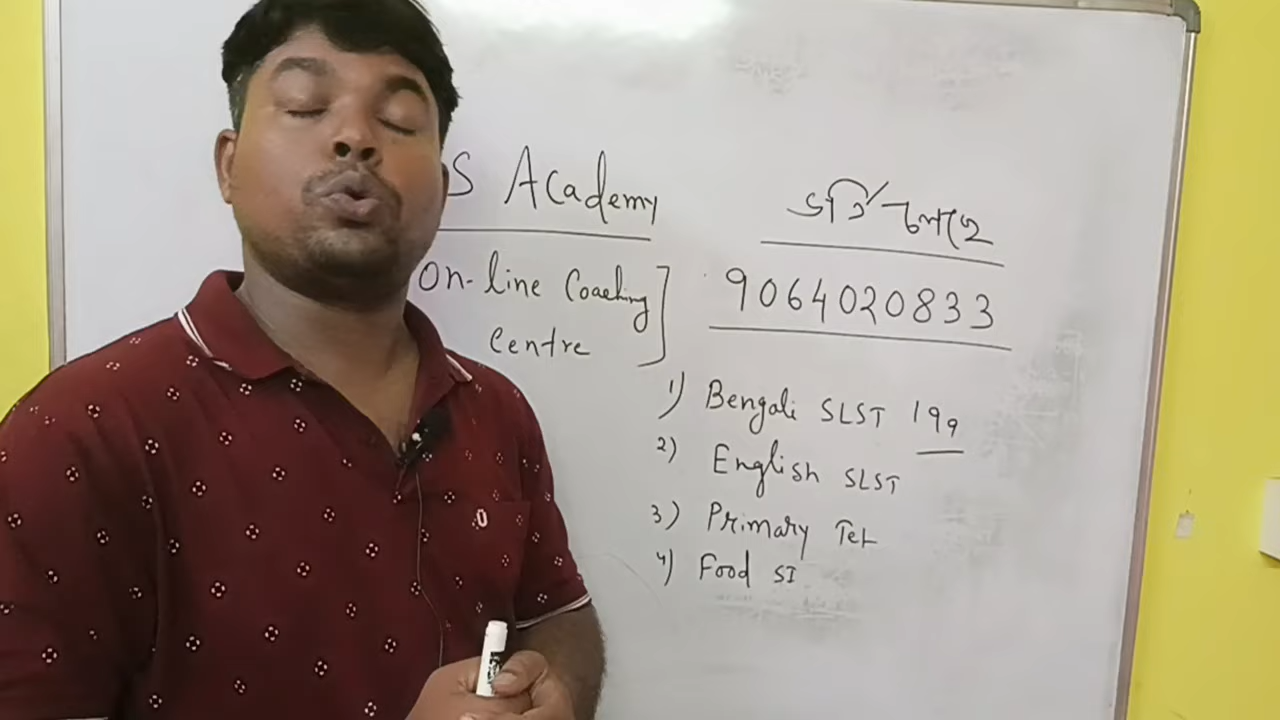 S Academy
On-line Coaching
Centre
ভর্তি চলছে
9064020833
1) Bengali SLST 199
2) English SLST
3) Primary Tet
4) Food SI